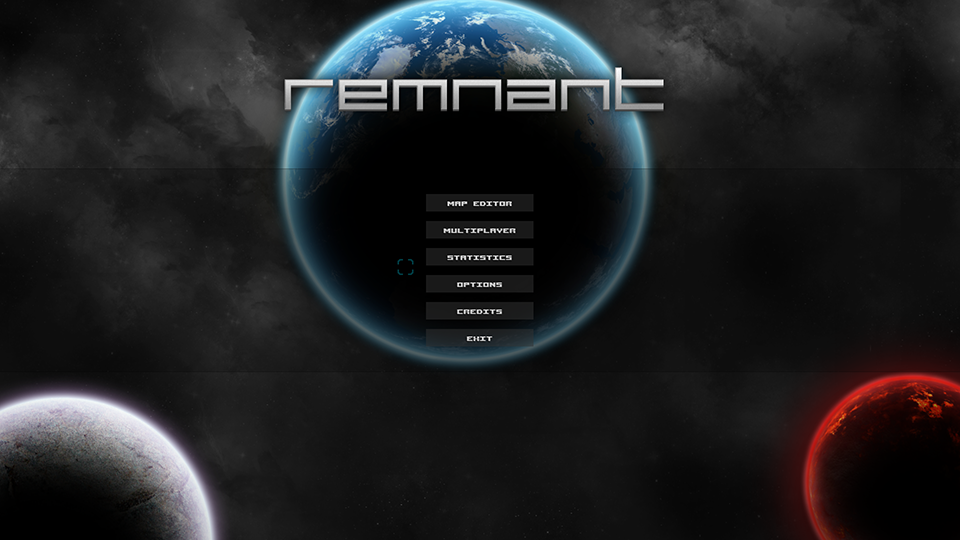 remnant
MAP EDITOR
MULTIPLAYER
STATISTICS
OPTIONS
CREDITS
EXIT